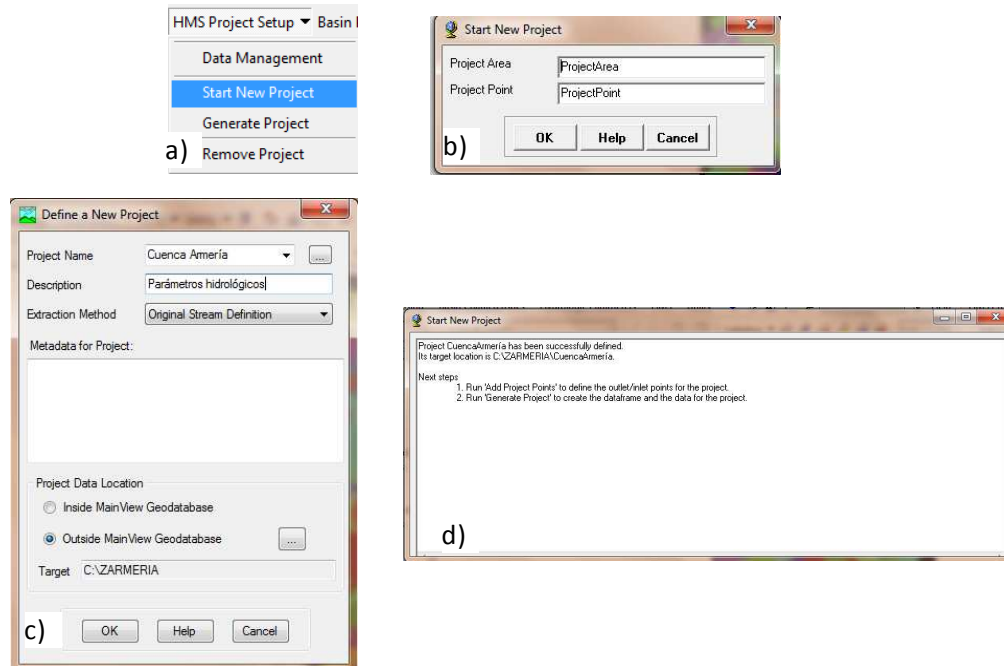 HMS Project Setup Basin
Data Management
Start New Project
Generate Project
Remove Project
a)
Start New Project
Project Area ProjectArea
Project Point ProjectPoint
OK Help Cancel
b)
Define a New Project
Project Name Cuenca Armería ...
Description Parámetros hidrológicos
Extraction Method Original Stream Definition
Metadata for Project:
Project Data Location
Inside MainView Geodatabase
Outside MainView Geodatabase ...
Target C:\ZARMERIA
OK Help Cancel
c)
Start New Project
Project CuencaArmería has been successfully defined.
Its target location is C:\ZARMERIA\CuencaArmería.
Next steps
1. Run 'Add Project Points' to define the outlet/inlet points for the project.
2. Run 'Generate Project' to create the dataframe and the data for the project.
d)